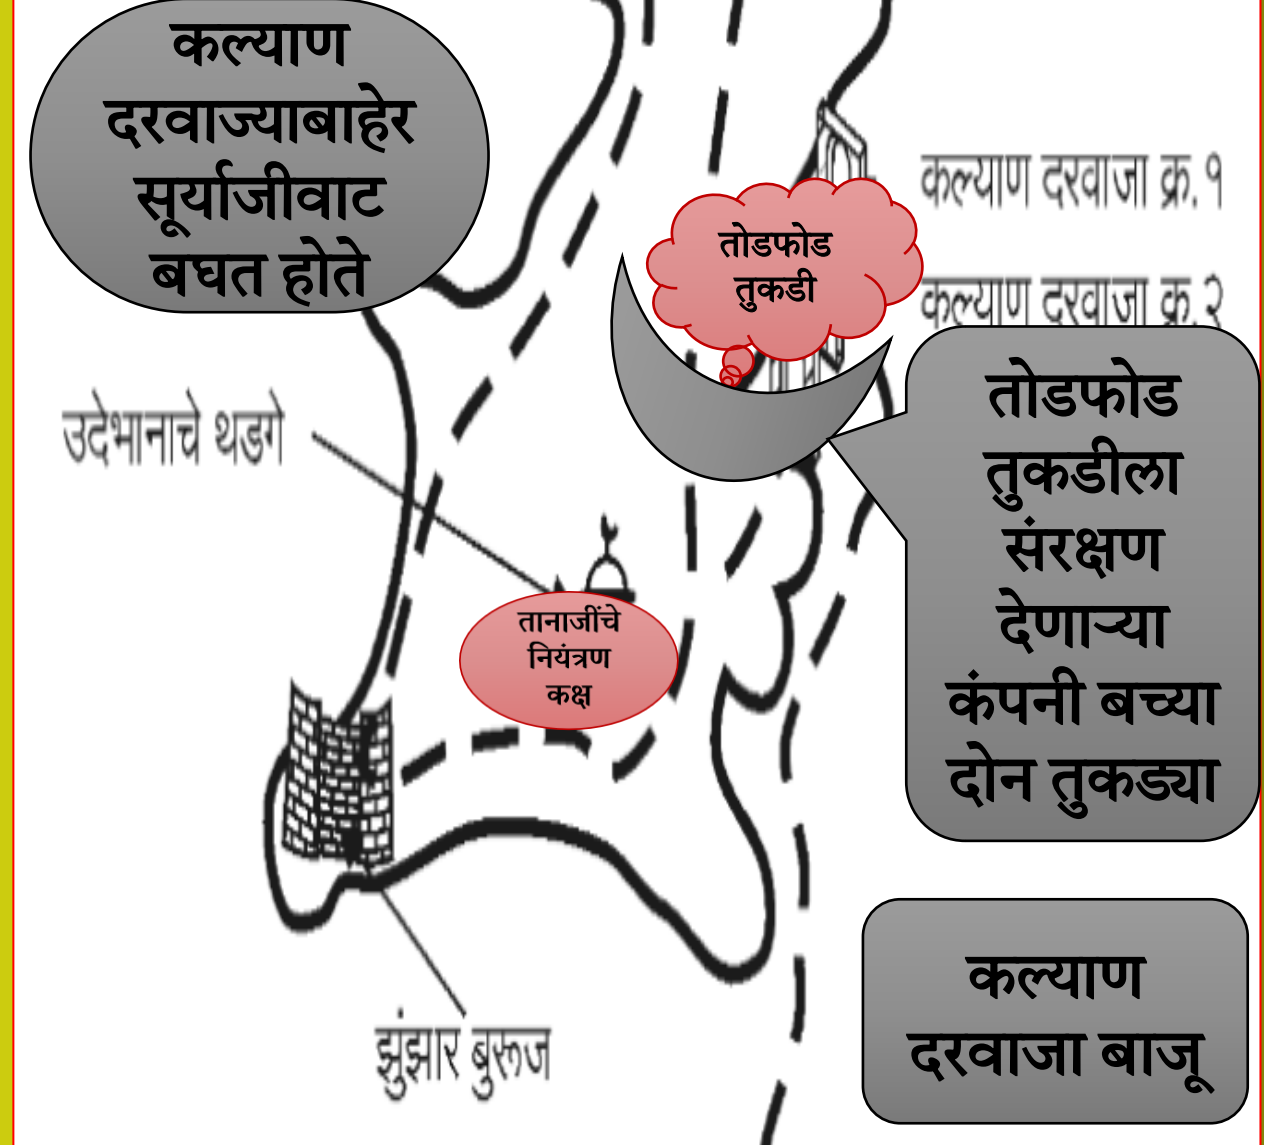 कल्याण
दरवाज्याबाहेर
सूर्याजीवाट
बघत होते
कल्याण दरवाजा क्र.१
तोडफोड
तुकडी
कल्याण दरवाजा क्र.२
तोडफोड
तुकडीला
संरक्षण
देणाऱ्या
कंपनी बच्या
दोन तुकड्या
उदेभानाचे थडगे
तानाजींचे
नियंत्रण
कक्ष
झुंझार बुरूज
कल्याण
दरवाजा बाजू